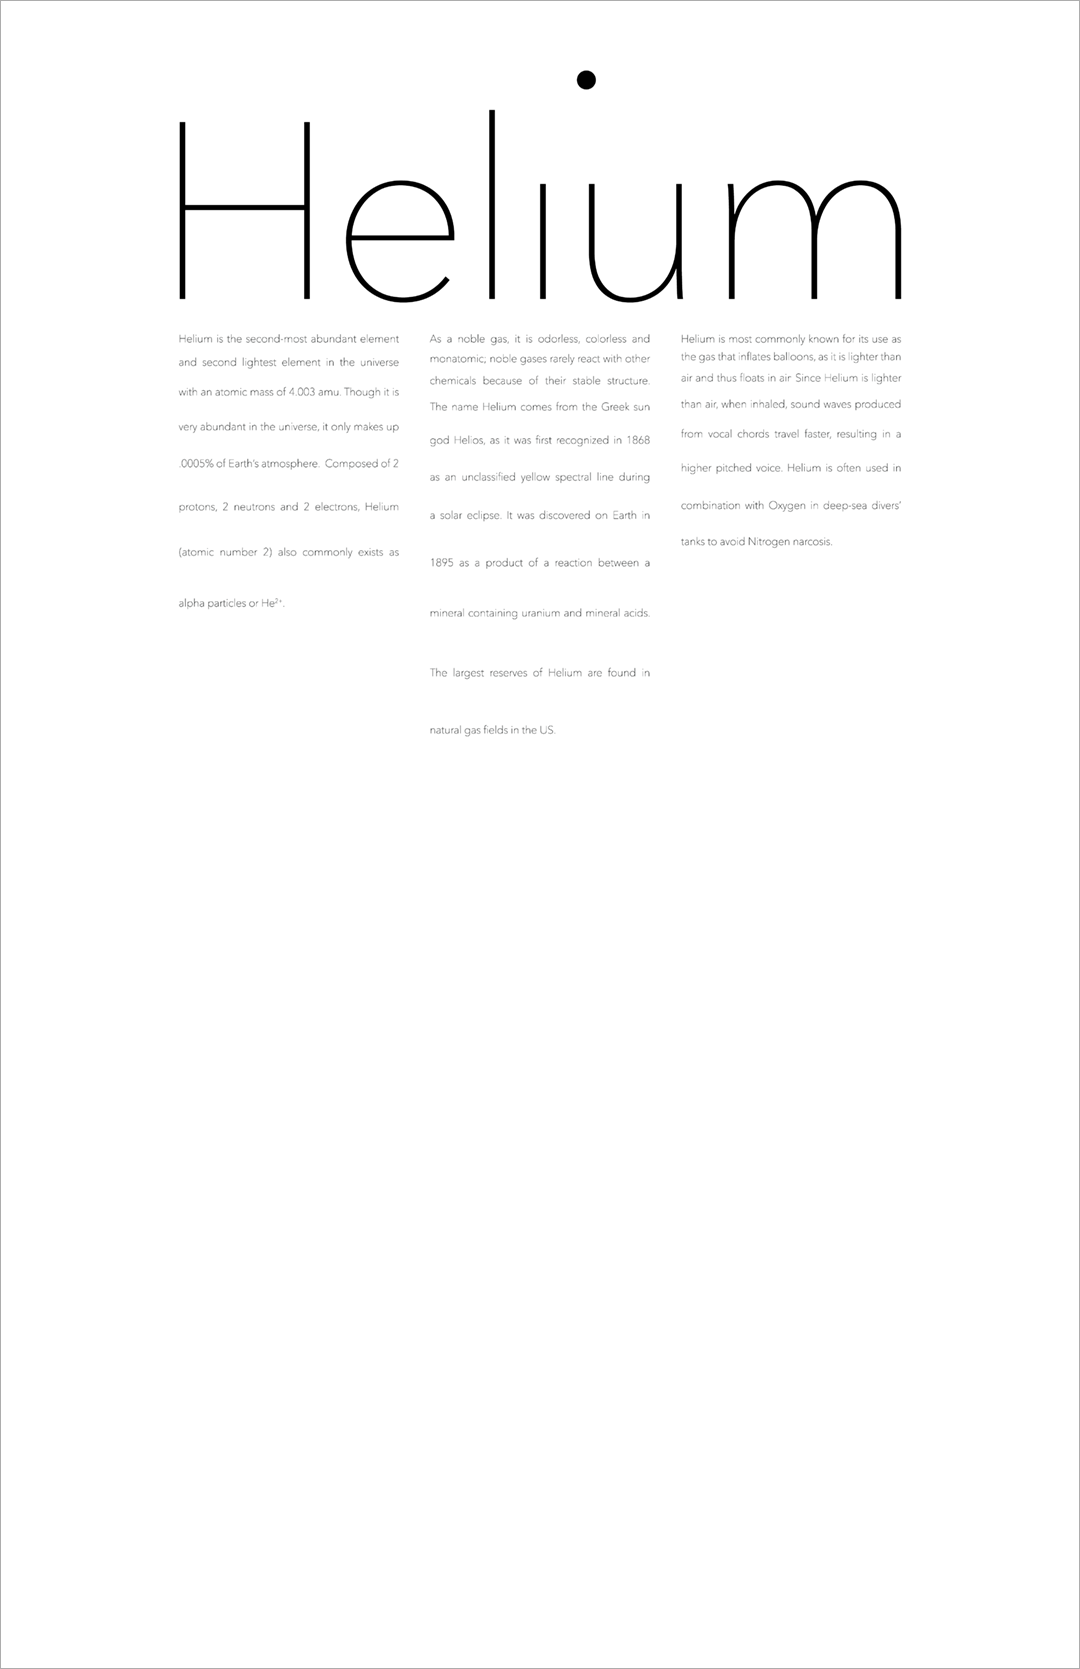 Helium
Helium is the second-most abundant element
and second lightest element in the universe
with an atomic mass of 4.003 amu. Though it is
very abundant in the universe, it only makes up
.0005% of Earth's atmosphere.  Composed of 2
protons, 2 neutrons and 2 electrons, Helium
(atomic number 2) also commonly exists as
alpha particles or He²⁺.
As a noble gas, it is odorless, colorless and
monatomic; noble gases rarely react with other
chemicals because of their stable structure.
The name Helium comes from the Greek sun
god Helios, as it was first recognized in 1868
as an unclassified yellow spectral line during
a solar eclipse. It was discovered on Earth in
1895 as a product of a reaction between a
mineral containing uranium and mineral acids.
The largest reserves of Helium are found in
natural gas fields in the US.
Helium is most commonly known for its use as
the gas that inflates balloons, as it is lighter than
air and thus floats in air Since Helium is lighter
than air, when inhaled, sound waves produced
from vocal chords travel faster, resulting in a
higher pitched voice. Helium is often used in
combination with Oxygen in deep-sea divers'
tanks to avoid Nitrogen narcosis.